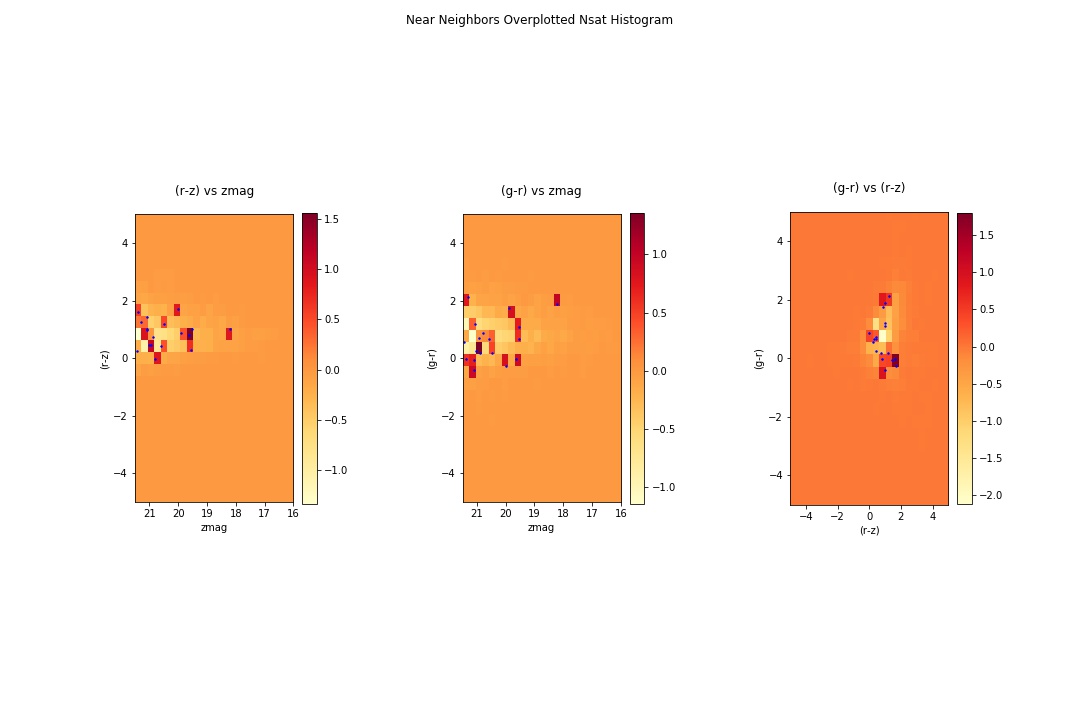 Near Neighbors Overplotted Nsat Histogram
(r-z) vs zmag
(g-r) vs zmag
(g-r) vs (r-z)
(r-z)
4
2
0
−2
−4
21 20 19 18 17 16
zmag
1.5
1.0
0.5
0.0
−0.5
−1.0
(g-r)
4
2
0
−2
−4
21 20 19 18 17 16
zmag
1.0
0.5
0.0
−0.5
−1.0
(g-r)
4
2
0
−2
−4
−4 −2 0 2 4
(r-z)
1.5
1.0
0.5
0.0
−0.5
−1.0
−1.5
−2.0